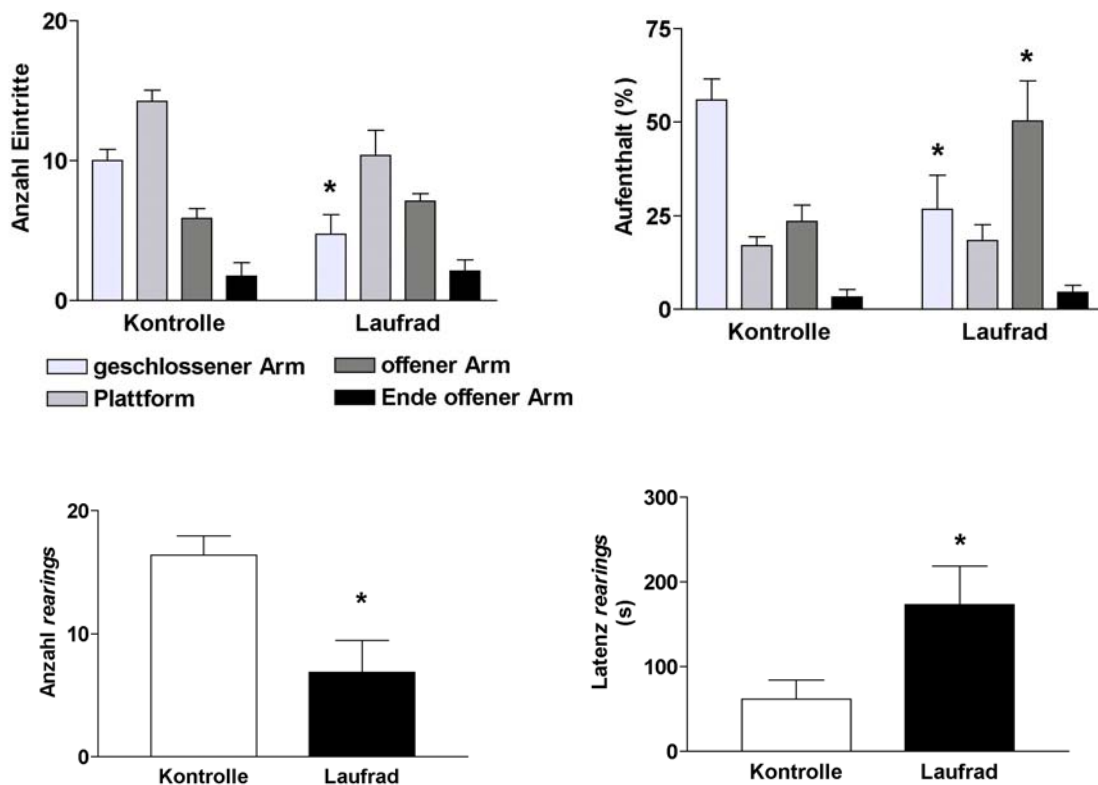 Anzahl Eintritte
20
10
0
*
Kontrolle
Laufrad
Aufenthalt (%)
75
50
25
0
*
*
Kontrolle
Laufrad
geschlossener Arm
offener Arm
Plattform
Ende offener Arm
Anzahl rearings
20
10
0
*
Kontrolle
Laufrad
Latenz rearings
(s)
300
200
100
0
*
Kontrolle
Laufrad